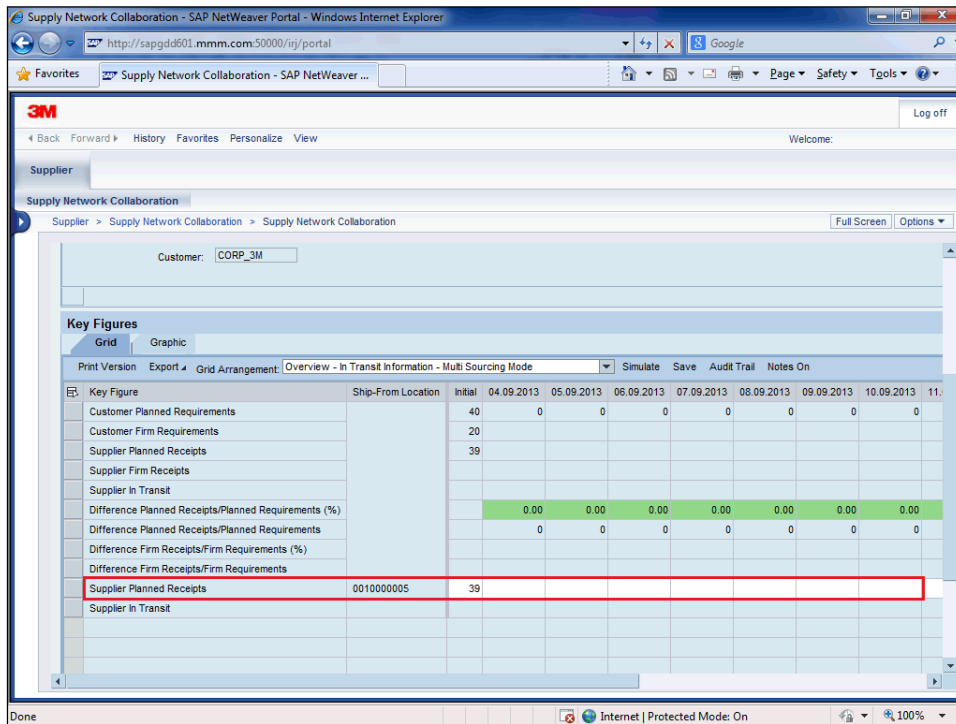 Supply Network Collaboration - SAP NetWeaver Portal - Windows Internet Explorer
http://sapgdd601.mmm.com:50000/irj/portal
Google
Favorites
Supply Network Collaboration - SAP NetWeaver ...
Page
Safety
Tools
3M
Log off
Back Forward History Favorites Personalize View
Welcome:
Supplier
Supply Network Collaboration
Supplier > Supply Network Collaboration > Supply Network Collaboration
Full Screen
Options
Customer: CORP_3M
Key Figures
Grid Graphic
Print Version Export Grid Arrangement: Overview - In Transit Information - Multi Sourcing Mode Simulate Save Audit Trail Notes On
Key Figure Ship-From Location Initial 04.09.2013 05.09.2013 06.09.2013 07.09.2013 08.09.2013 09.09.2013 10.09.2013 11.
Customer Planned Requirements 40 0 0 0 0 0 0 0
Customer Firm Requirements 20
Supplier Planned Receipts 39
Supplier Firm Receipts
Supplier In Transit
Difference Planned Receipts/Planned Requirements (%) 0.00 0.00 0.00 0.00 0.00 0.00 0.00
Difference Planned Receipts/Planned Requirements 0 0 0 0 0 0 0
Difference Firm Receipts/Firm Requirements (%)
Difference Firm Receipts/Firm Requirements
Supplier Planned Receipts 0010000005 39
Supplier In Transit
Done
Internet | Protected Mode: On
100%